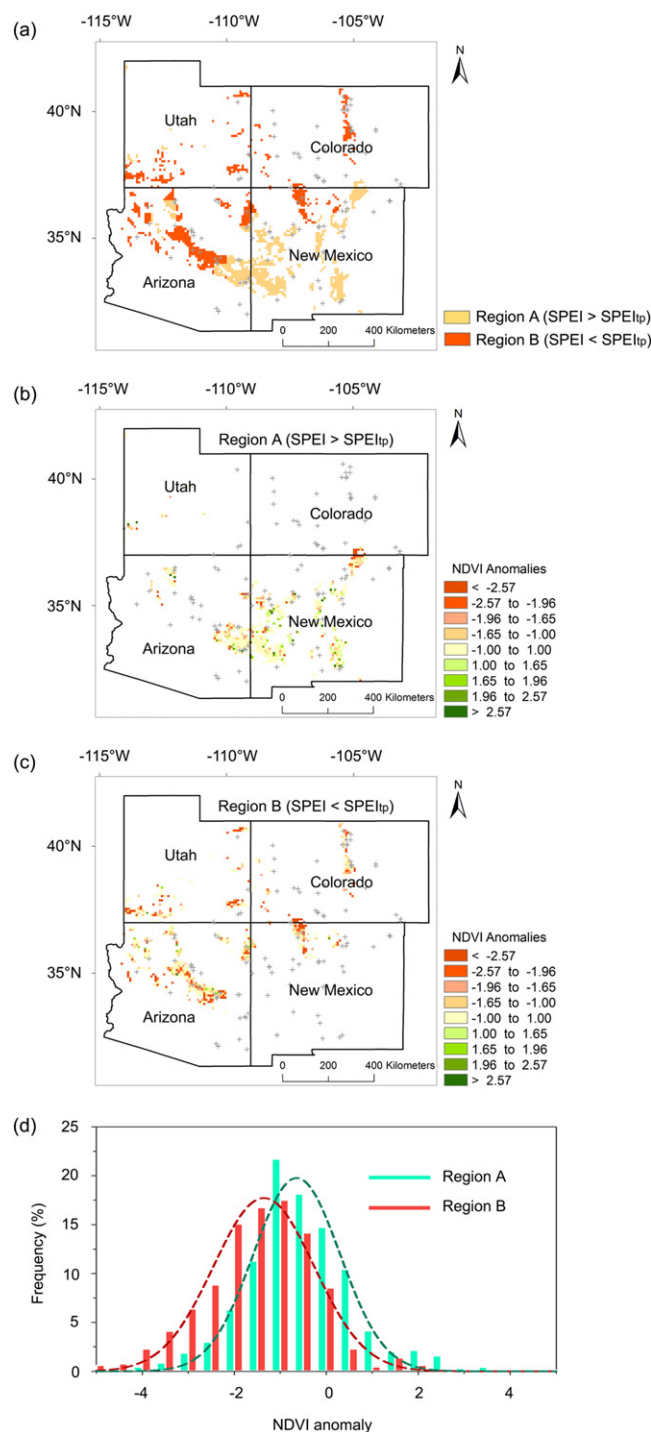 (a)
-115° -110°W -105°
N
40°N
Utah
Colorado
35°N
Arizona
New Mexico
0 200 400 Kilometers
Region A (SPEI > SPEItp)
Region B (SPEI < SPEItp)
(b)
-115° -110°W -105°
N
Region A (SPEI > SPEItp)
40°N
Utah
Colorado
35°N
Arizona
New Mexico
0 200 400 Kilometers
NDVI Anomalies
< -2.57
-2.57 to -1.96
-1.96 to -1.65
-1.65 to -1.00
-1.00 to 1.00
1.00 to 1.65
1.65 to 1.96
1.96 to 2.57
> 2.57
(c)
-115° -110°W -105°
N
Region B (SPEI < SPEItp)
40°N
Utah
Colorado
35°N
Arizona
New Mexico
0 200 400 Kilometers
NDVI Anomalies
< -2.57
-2.57 to -1.96
-1.96 to -1.65
-1.65 to -1.00
-1.00 to 1.00
1.00 to 1.65
1.65 to 1.96
1.96 to 2.57
> 2.57
(d)
25
20
15
10
5
0
Frequency (%)
Region A
Region B
-4 -2 0 2 4
NDVI anomaly